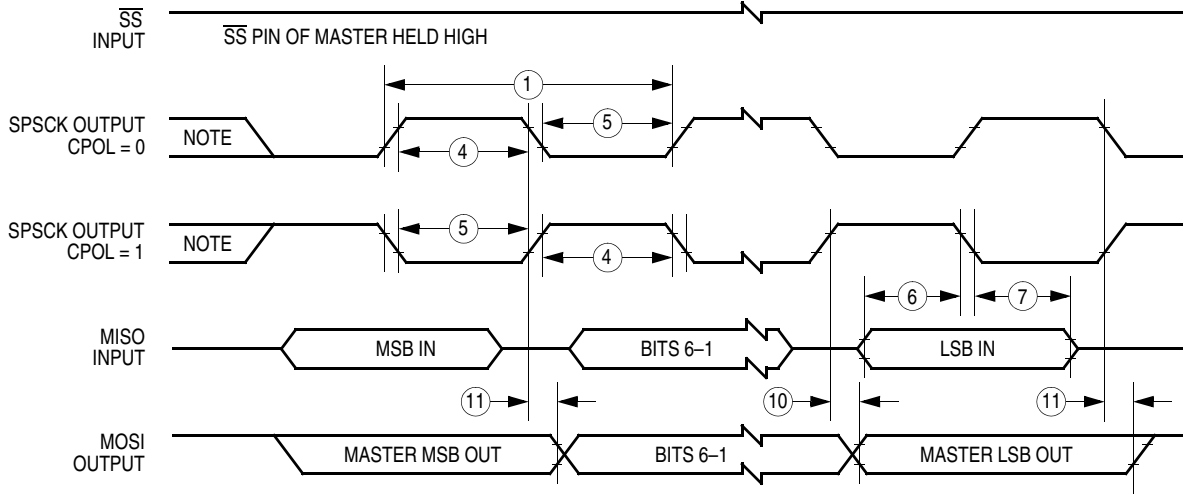 SS
INPUT
SS PIN OF MASTER HELD HIGH
1
SPSCK OUTPUT
CPOL = 0
NOTE
4
5
SPSCK OUTPUT
CPOL = 1
NOTE
5
4
6
7
MISO
INPUT
MSB IN
BITS 6–1
LSB IN
11
10
11
MOSI
OUTPUT
MASTER MSB OUT
BITS 6–1
MASTER LSB OUT